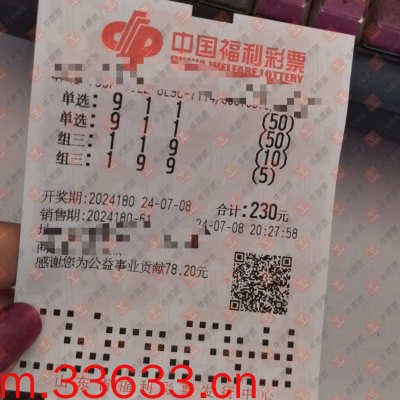 中国福利彩票
CHINA WELFARE LOTTERY
单选: 9 1 1 (50)
单选: 9 1 1 (50)
组三: 1 1 9 (10)
组三: 1 9 9 (5)
开奖期:2024180 24-07-08 合计:230元
销售期:2024180-61 24-07-08 20:27:58
感谢您为公益事业贡献78.20元
m.33633.cn